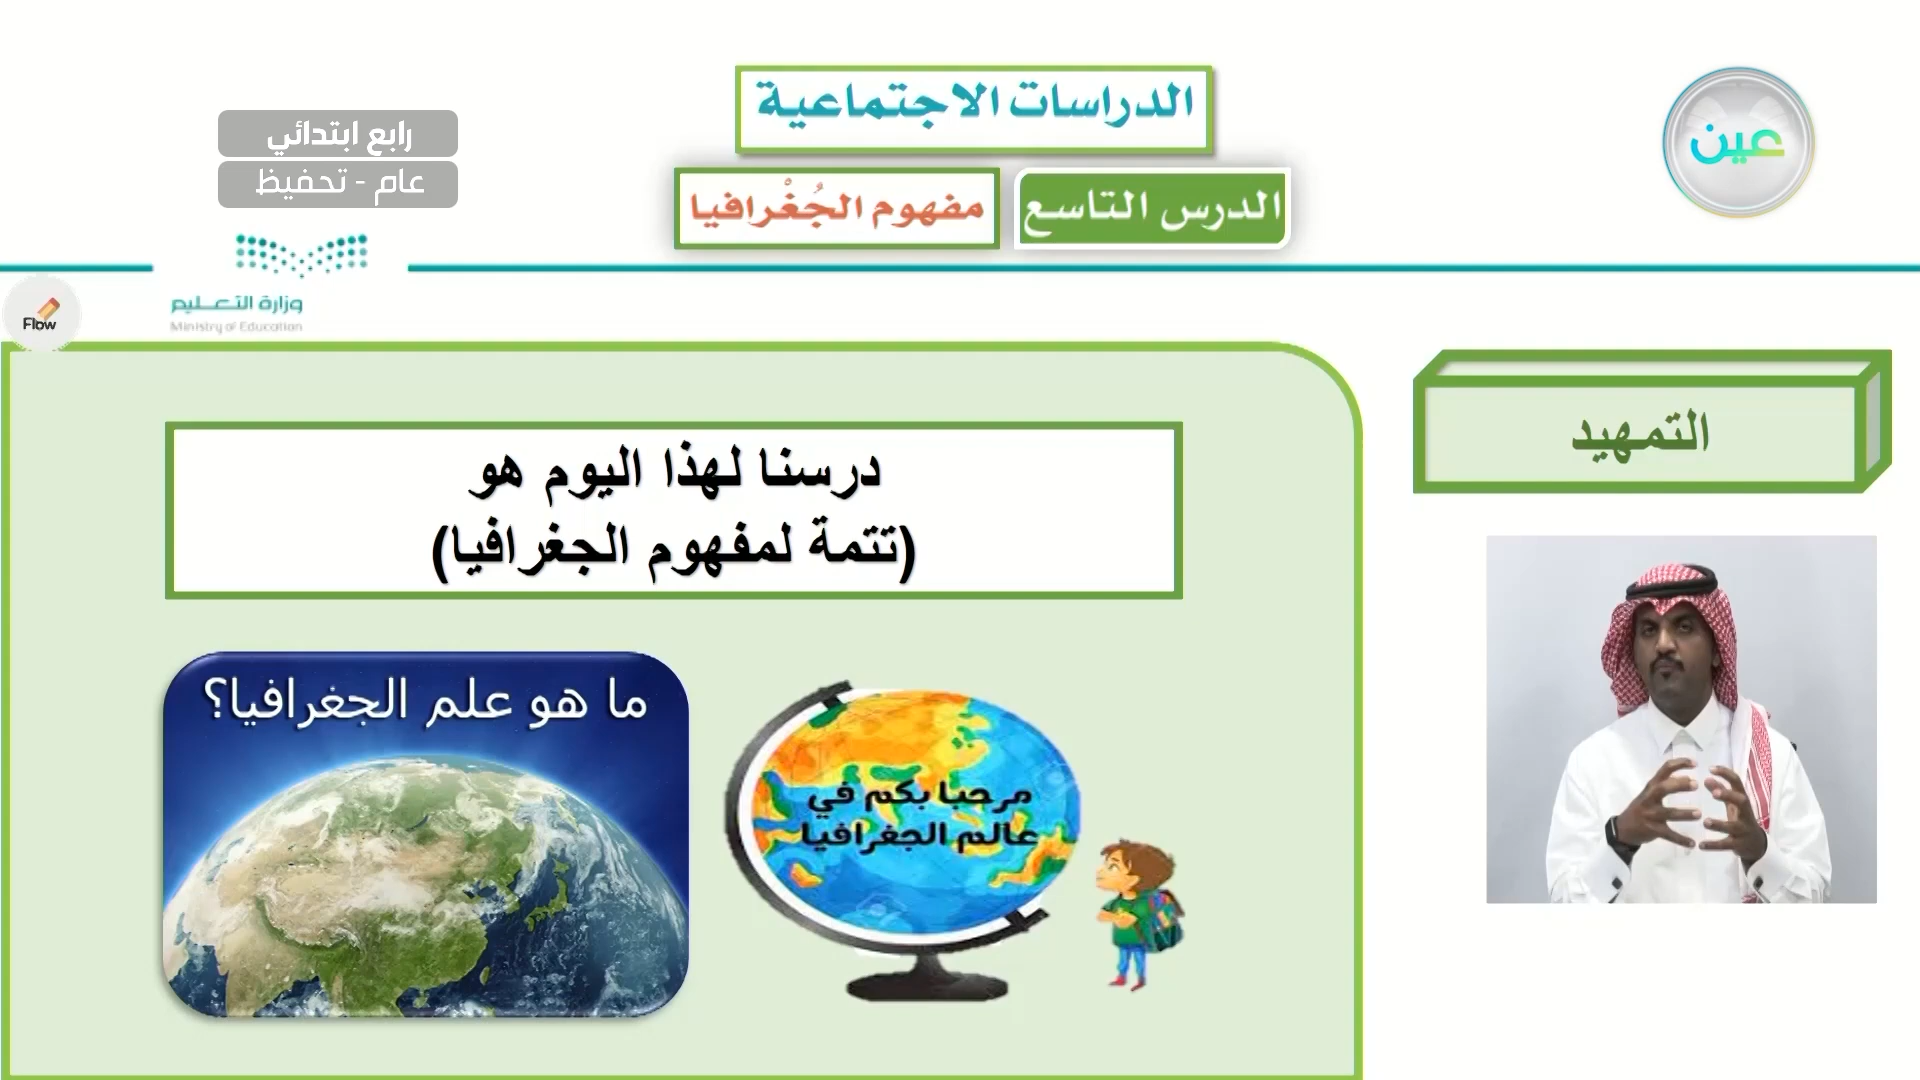 الدراسات الاجتماعية
الدرس التاسع
مفهوم الجُغْرافيا
عين
رابع ابتدائي
عام - تحفيظ
وزارة التعليم
Ministry of Education
Flow
التمهيد
درسنا لهذا اليوم هو
(تتمة لمفهوم الجغرافيا)
مرحبا بكم في
عالم الجغرافيا
ما هو علم الجغرافيا؟